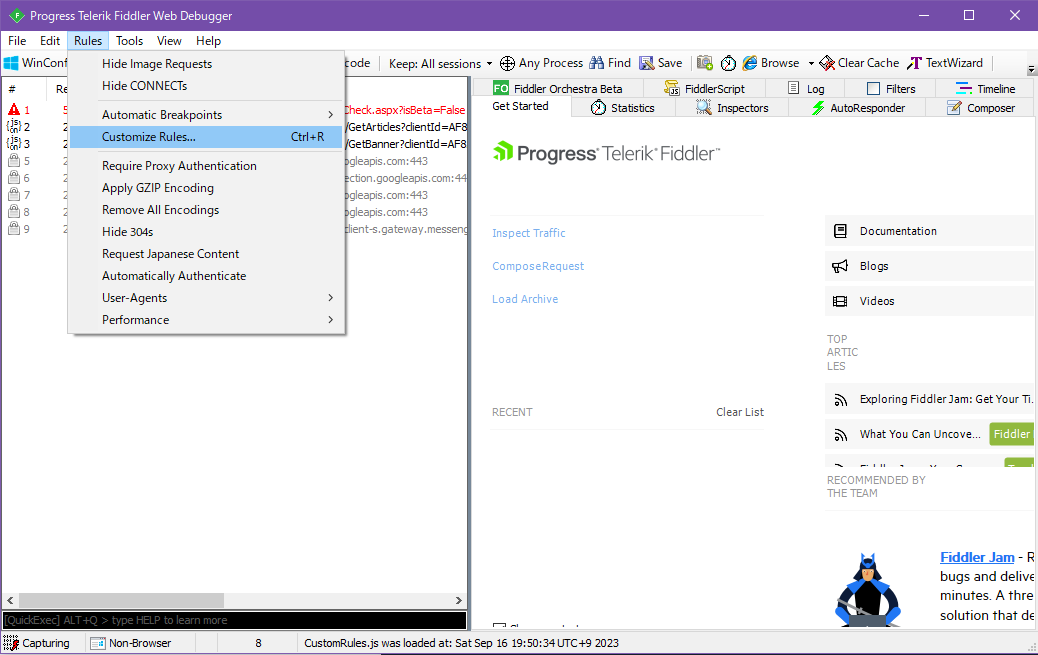 Progress Telerik Fiddler Web Debugger
File Edit Rules Tools View Help
WinConf
code Keep: All sessions Any Process Find Save Browse Clear Cache TextWizard
Hide Image Requests
Hide CONNECTs
Automatic Breakpoints
Customize Rules... Ctrl+R
Require Proxy Authentication
Apply GZIP Encoding
Remove All Encodings
Hide 304s
Request Japanese Content
Automatically Authenticate
User-Agents
Performance
# Re
1 5 Check.aspx?isBeta=False
2 2 /GetArticles?clientId=AF8
3 2 /GetBanner?clientId=AF8
5 2 ogleapis.com:443
6 2 ection.googleapis.com:44
7 2 ogleapis.com:443
8 2 ogleapis.com:443
9 2 client-s.gateway.messeng
FO Fiddler Orchestra Beta FiddlerScript Log Filters Timeline
Get Started Statistics Inspectors AutoResponder Composer
Progress® Telerik® Fiddler™
Inspect Traffic
Compose Request
Load Archive
RECENT Clear List
Documentation
Blogs
Videos
TOP
ARTIC
LES
Exploring Fiddler Jam: Get Your Ti...
What You Can Uncove... Fiddler
RECOMMENDED BY
THE TEAM
Fiddler Jam - R
bugs and delive
minutes. A thre
solution that de
[QuickExec] ALT+Q > type HELP to learn more
Capturing Non-Browser 8 CustomRules.js was loaded at: Sat Sep 16 19:50:34 UTC+9 2023